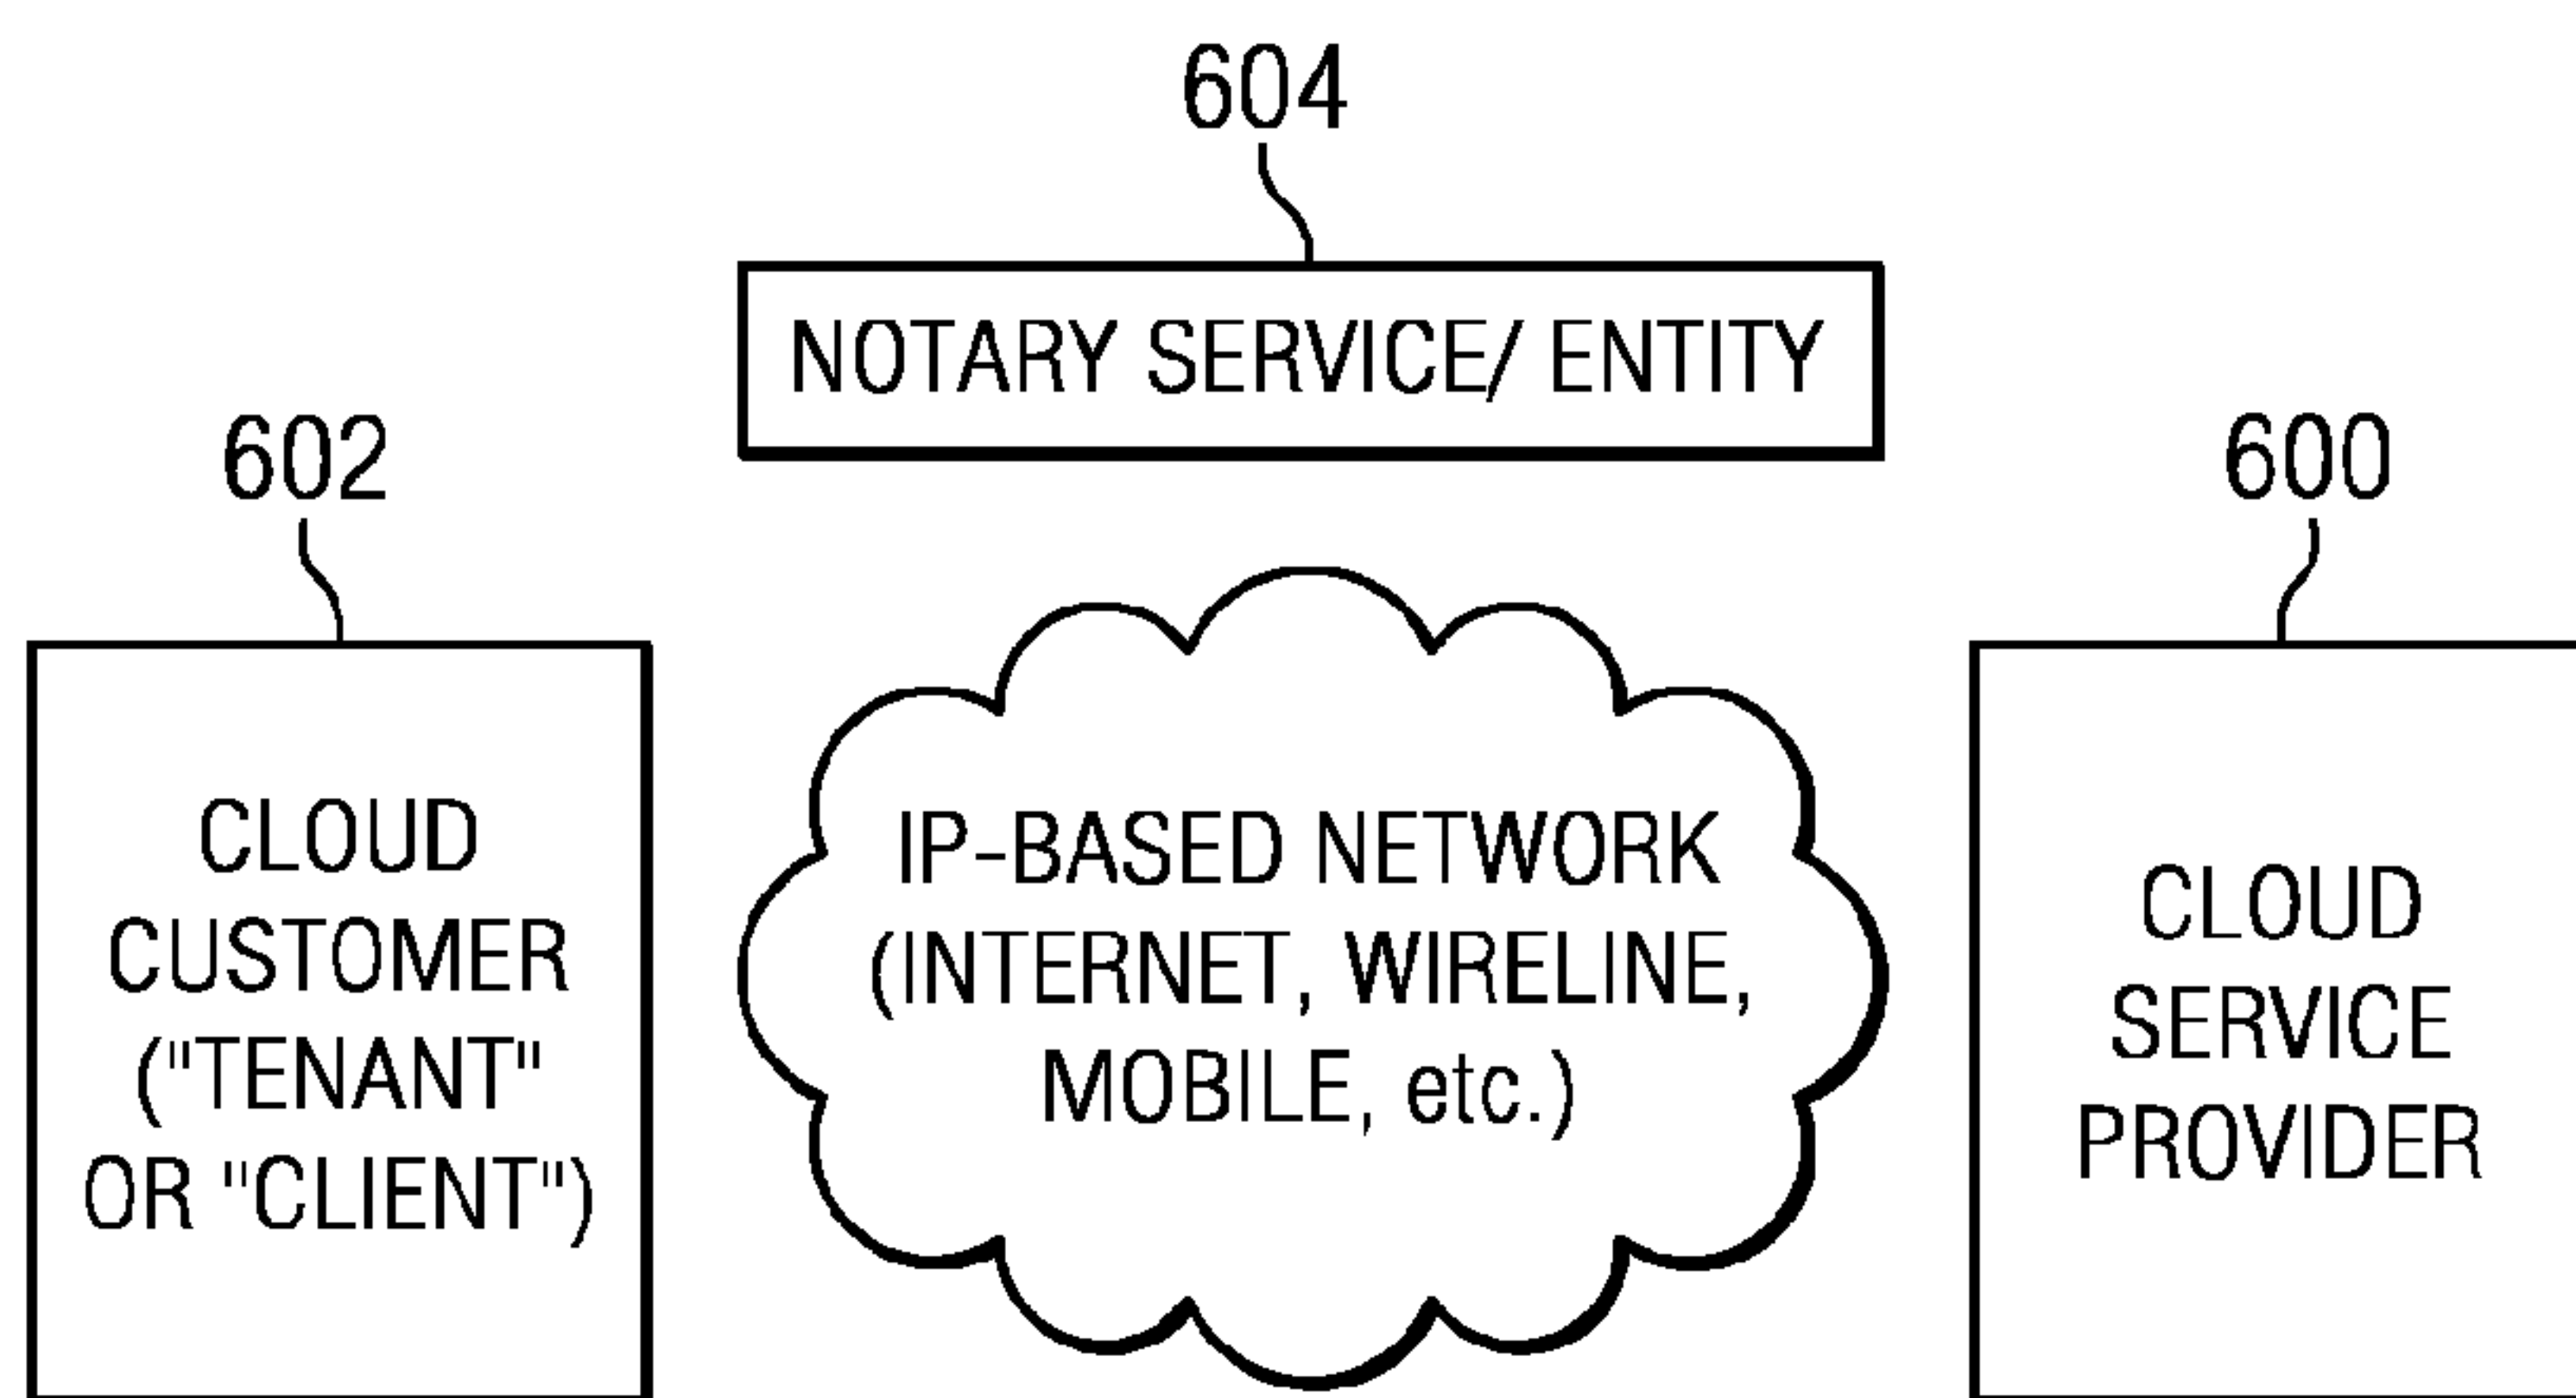 604
NOTARY SERVICE/ ENTITY
602
600
CLOUD
CUSTOMER
("TENANT"
OR "CLIENT")
IP-BASED NETWORK
(INTERNET, WIRELINE,
MOBILE, etc.)
CLOUD
SERVICE
PROVIDER